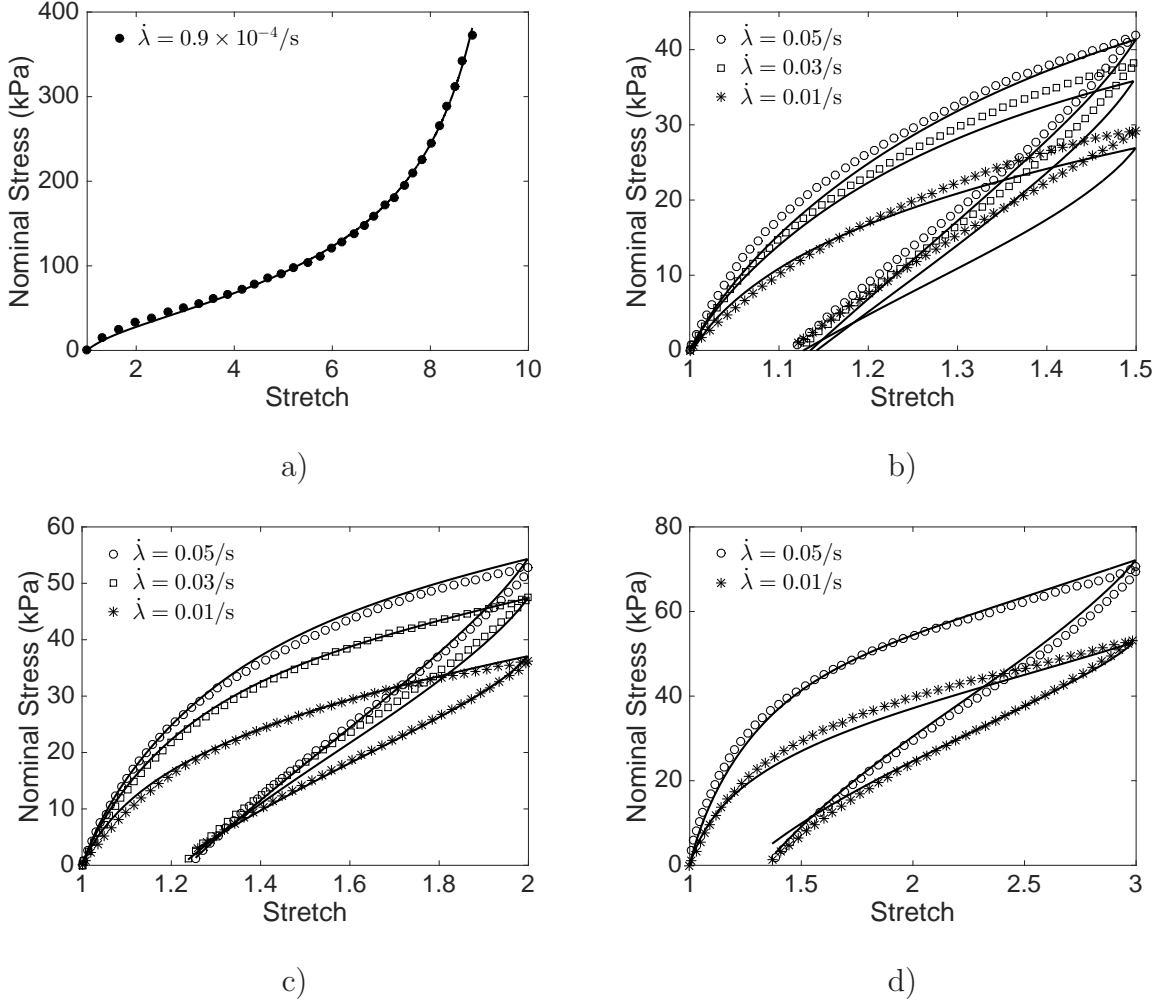 λ̇ = 0.9 × 10⁻⁴/s
Nominal Stress (kPa)
400
300
200
100
0
2 4 6 8 10
Stretch
a)
λ̇ = 0.05/s
λ̇ = 0.03/s
λ̇ = 0.01/s
Nominal Stress (kPa)
40
30
20
10
0
1 1.1 1.2 1.3 1.4 1.5
Stretch
b)
λ̇ = 0.05/s
λ̇ = 0.03/s
λ̇ = 0.01/s
Nominal Stress (kPa)
60
50
40
30
20
10
0
1 1.2 1.4 1.6 1.8 2
Stretch
c)
λ̇ = 0.05/s
λ̇ = 0.01/s
Nominal Stress (kPa)
80
60
40
20
0
1 1.5 2 2.5 3
Stretch
d)